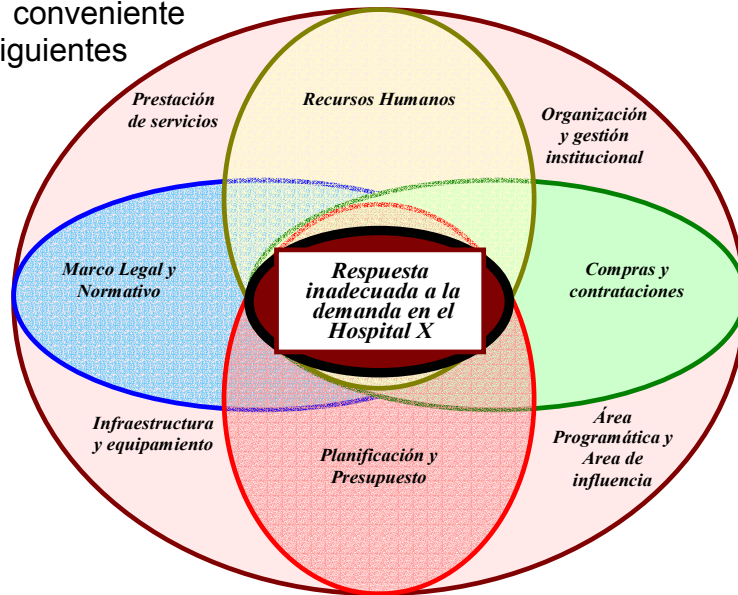 conveniente
iguientes
Prestación
de servicios
Recursos Humanos
Organización
y gestión
institucional
Marco Legal y
Normativo
Respuesta
inadecuada a la
demanda en el
Hospital X
Compras y
contrataciones
Infraestructura
y equipamiento
Planificación y
Presupuesto
Área
Programática y
Area de
influencia